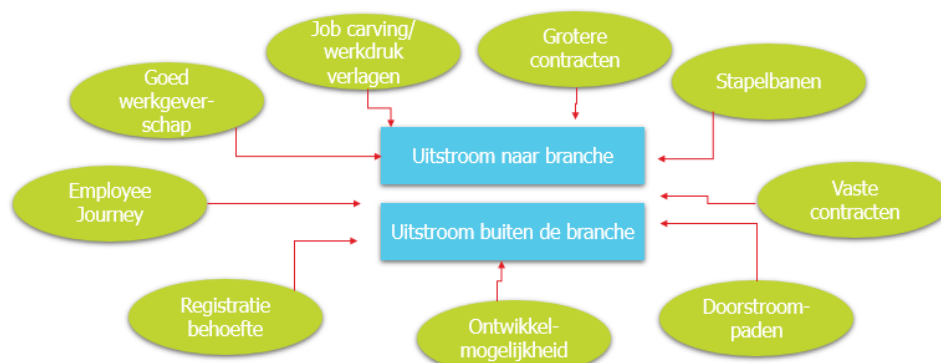 Job carving/
werkdruk
verlagen
Grotere
contracten
Goed
werkgever-
schap
Stapelbanen
Uitstroom naar branche
Employee
Journey
Vaste
contracten
Uitstroom buiten de branche
Registratie
behoefte
Ontwikkel-
mogelijkheid
Doorstroom-
paden